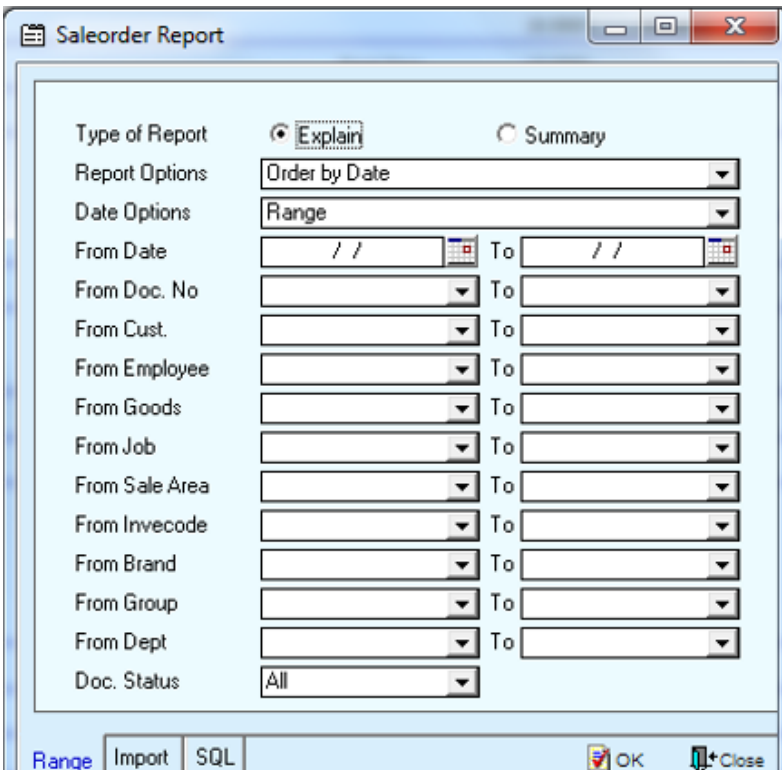 Saleorder Report
Type of Report Explain Summary
Report Options Order by Date
Date Options Range
From Date / / To / /
From Doc. No To
From Cust. To
From Employee To
From Goods To
From Job To
From Sale Area To
From Invecode To
From Brand To
From Group To
From Dept To
Doc. Status All
Range Import SQL OK Close